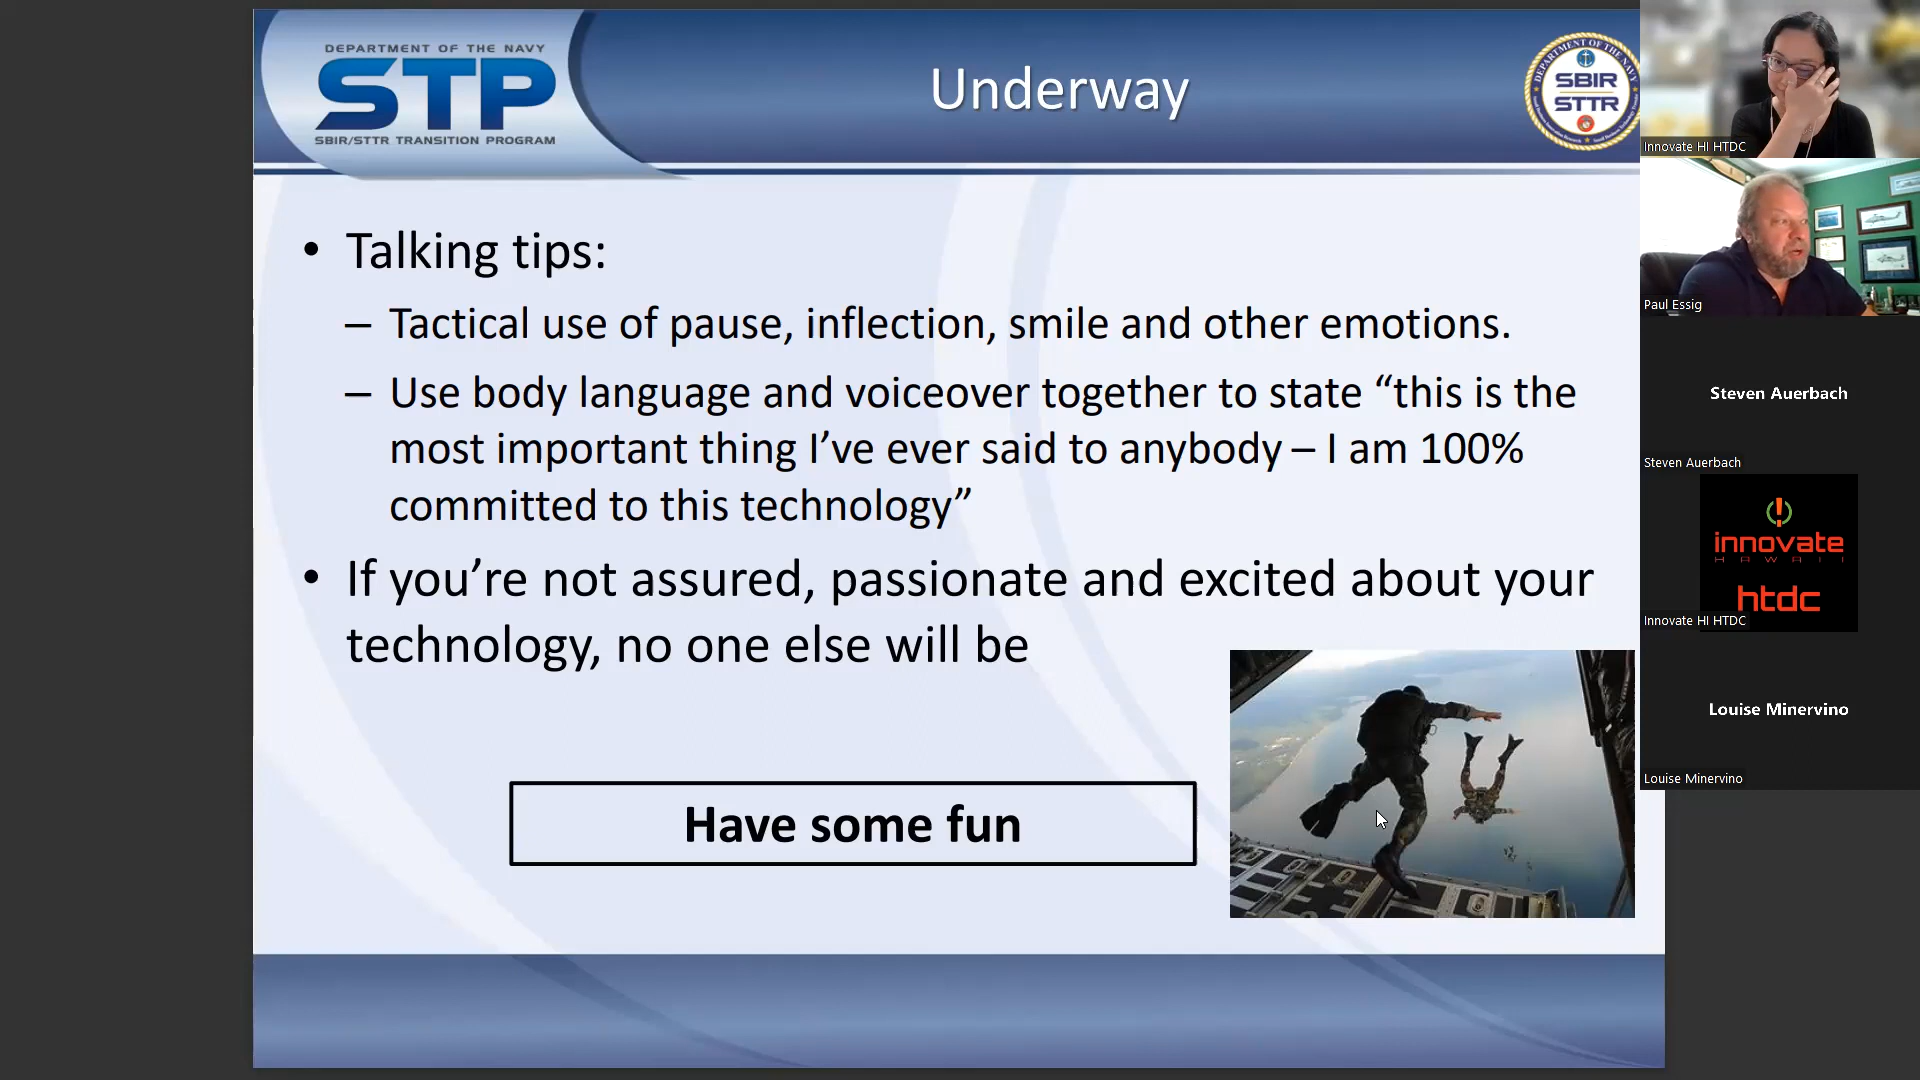 DEPARTMENT OF THE NAVY
STP
SBIR/STTR TRANSITION PROGRAM
Underway
DEPARTMENT OF THE NAVY
SBIR
STTR
• Talking tips:
– Tactical use of pause, inflection, smile and other emotions.
– Use body language and voiceover together to state “this is the
most important thing I’ve ever said to anybody – I am 100%
committed to this technology”
• If you’re not assured, passionate and excited about your
technology, no one else will be
Have some fun
Innovate HI HTDC
Paul Essig
Steven Auerbach
Steven Auerbach
innovate
HAWAII
htdc
Innovate HI HTDC
Louise Minervino
Louise Minervino